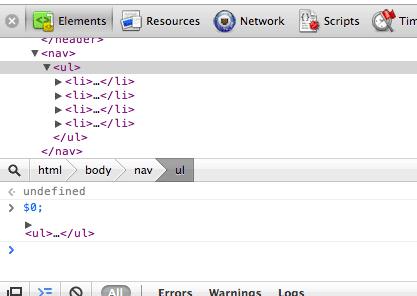 Elements Resources Network Scripts Tim
</header>
▼<nav>
▼<ul>
▶<li>…</li>
▶<li>…</li>
▶<li>…</li>
▶<li>…</li>
</ul>
</nav>
html body nav ul
undefined
> $0;
▶
<ul>…</ul>
>
All Errors Warnings Logs